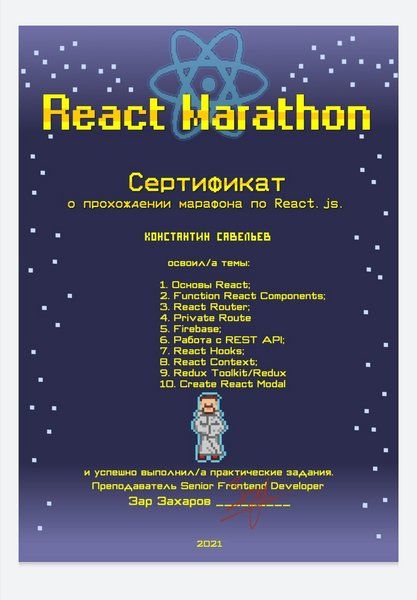 React Marathon
Сертификат
о прохождении марафона по React.js.
КОНСТАНТИН САВЕЛЬЕВ
освоил/а темы:
1. Основы React;
2. Function React Components;
3. React Router;
4. Private Route
5. Firebase;
6. Работа с REST API;
7. React Hooks;
8. React Context;
9. Redux Toolkit/Redux
10. Create React Modal
и успешно выполнил/а практические задания.
Преподаватель Senior Frontend Developer
Зар Захаров __________
2021